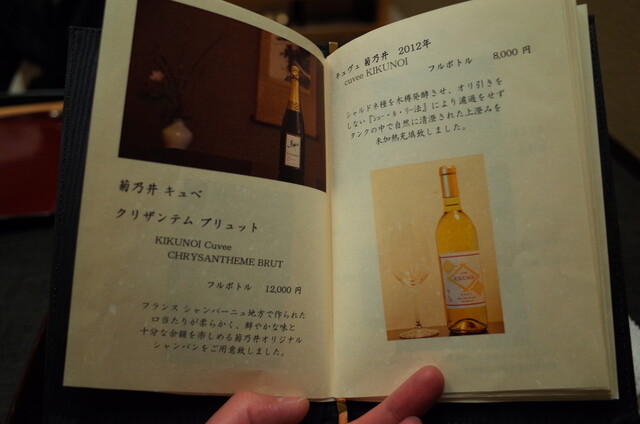 菊乃井 キュベ
クリザンテム ブリュット
KIKUNOI Cuvee
CHRYSANTHEME BRUT
フルボトル 12,000 円
フランス シャンパーニュ地方で作られた
口当たりが柔らかく、鮮やかな味と
十分な余韻を楽しめる菊乃井オリジナル
シャンパンをご用意致しました。
キュヴェ 菊乃井 2012年
cuvee KIKUNOI
フルボトル 8,000 円
シャルドネ種を木樽発酵させ、オリ引きを
しない『シュー・ル・リー法』により濾過をせず
タンクの中で自然に清澄された上澄みを
未加熱充填致しました。
KIKUNOI